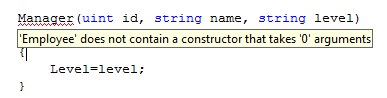 Manager(uint id, string name, string level)
'Employee' does not contain a constructor that takes '0' arguments
{
Level=level;
}